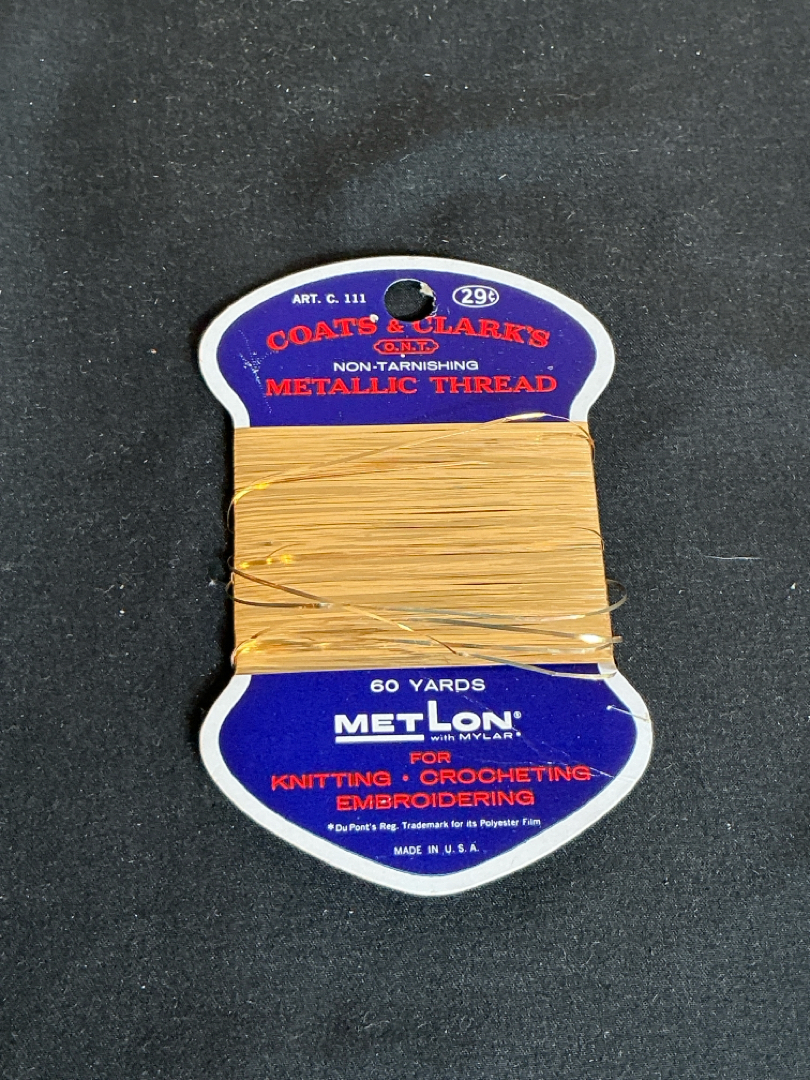 ART. C. 111
29¢
COATS & CLARK'S
O.N.T.
NON-TARNISHING
METALLIC THREAD
60 YARDS
METLON®
with MYLAR*
FOR
KNITTING • CROCHETING
EMBROIDERING
*Du Pont's Reg. Trademark for its Polyester Film
MADE IN U.S.A.